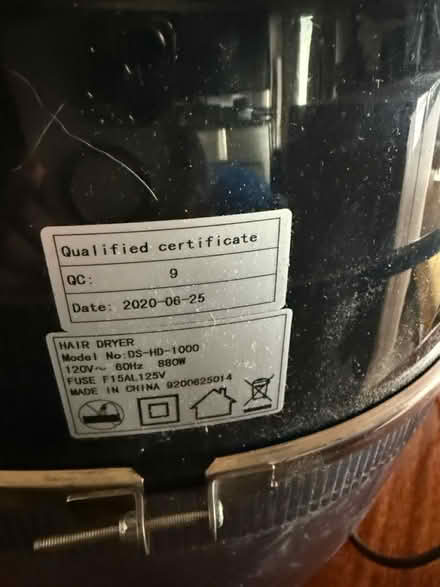 Qualified certificate
QC: 9
Date: 2020-06-25
HAIR DRYER
Model No:DS-HD-1000
120V~ 60Hz 880W
FUSE F15AL125V
MADE IN CHINA 9200625014